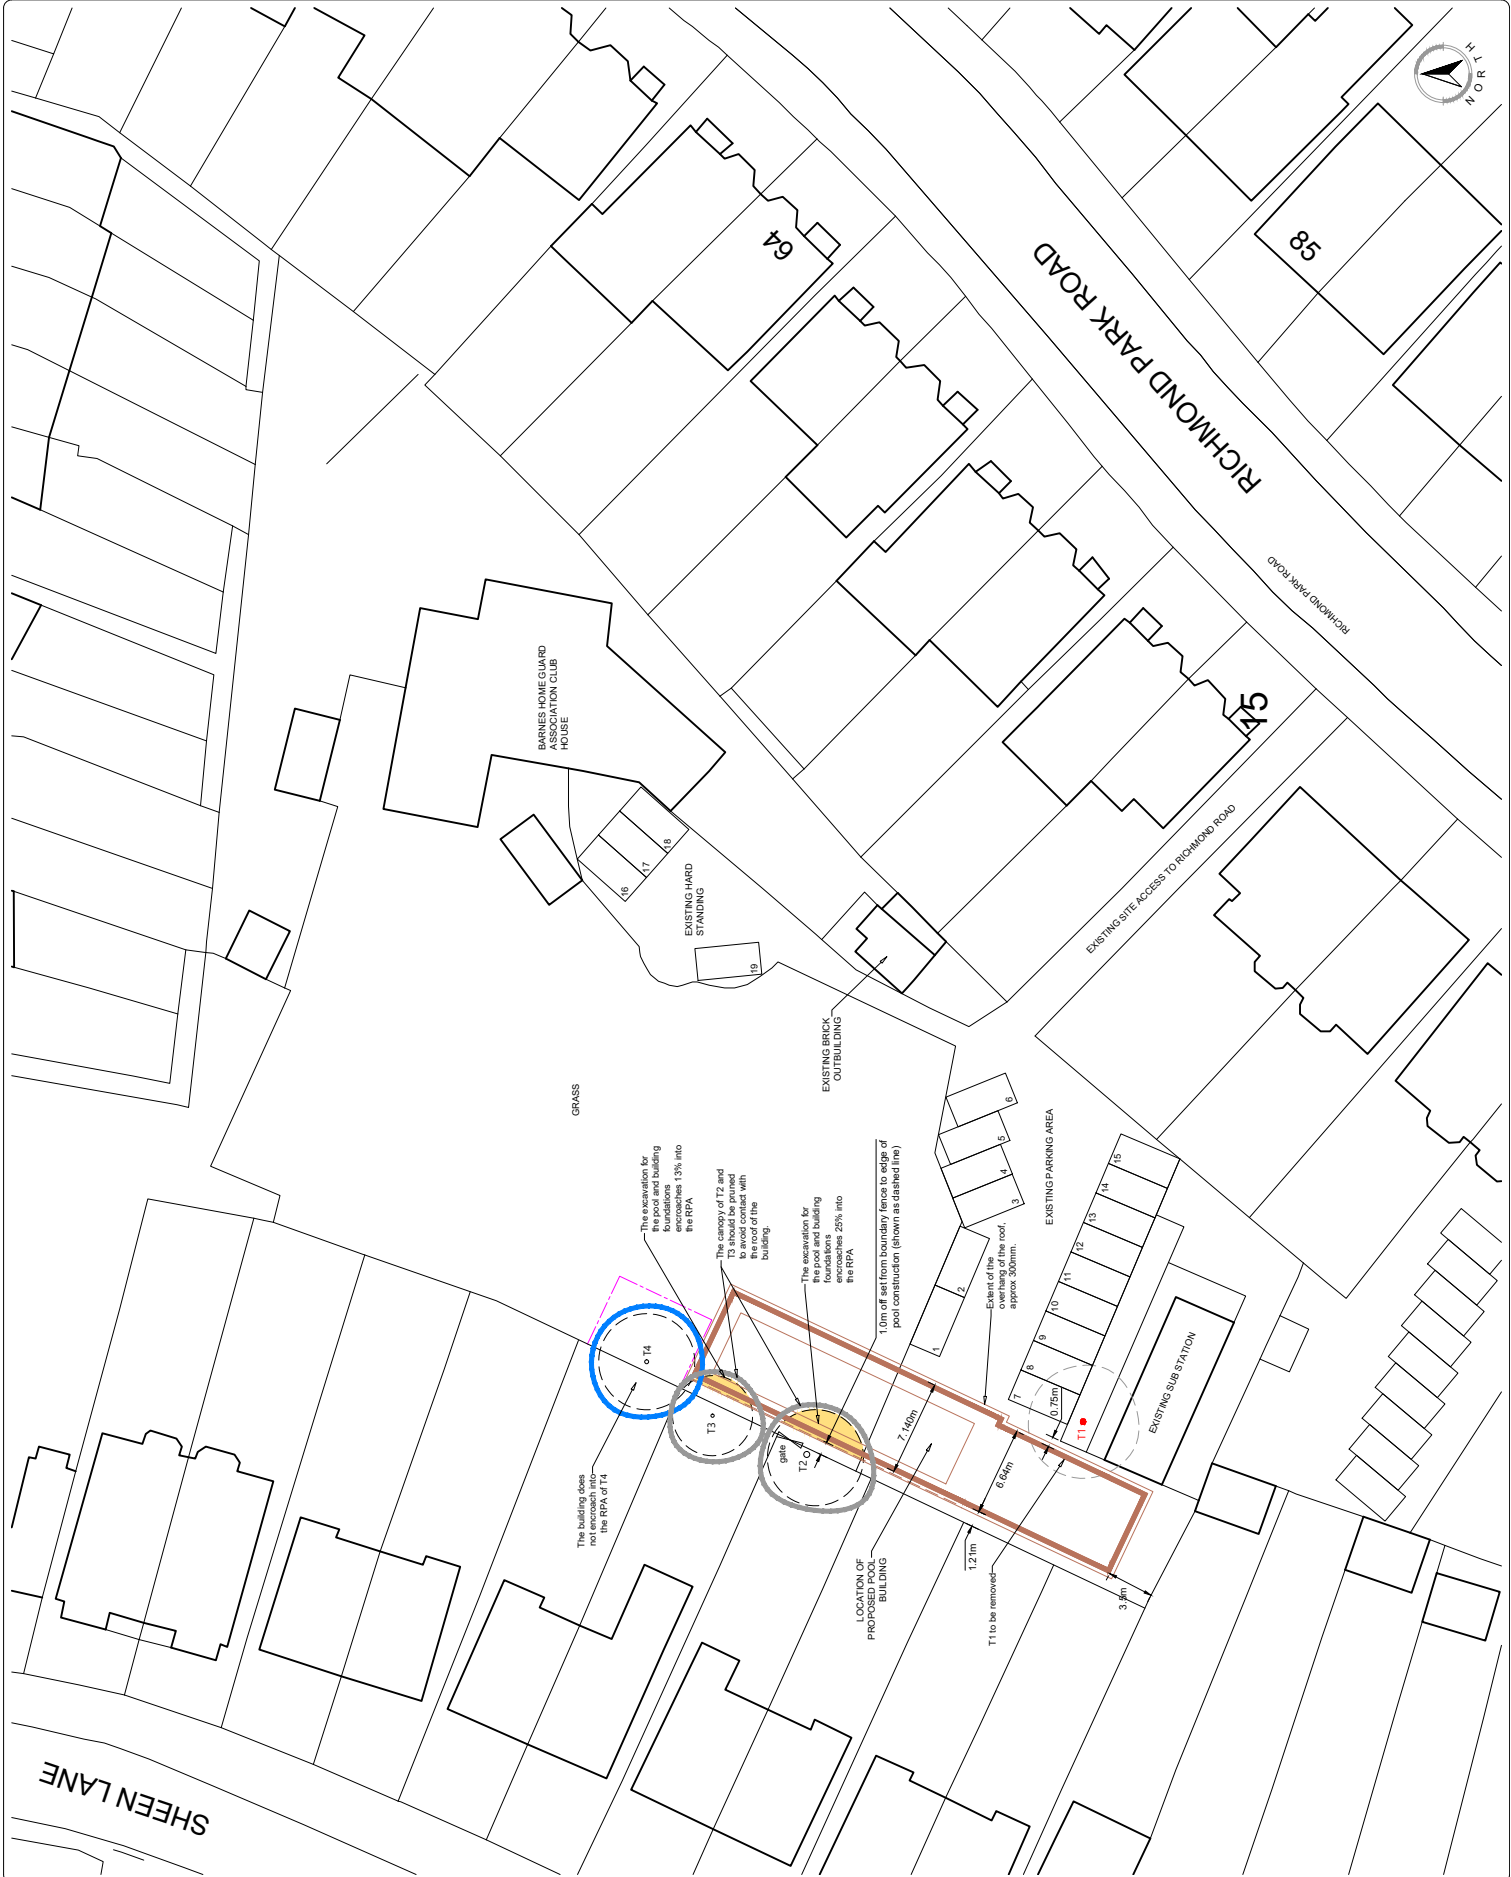 NORTH
64
85
RICHMOND PARK ROAD
RICHMOND PARK ROAD
75
BARNES HOME GUARD
ASSOCIATION CLUB
HOUSE
16
17
18
EXISTING HARD
STANDING
19
EXISTING SITE ACCESS TO RICHMOND ROAD
EXISTING BRICK
OUTBUILDING
GRASS
The excavation for
the pool and building
foundations
encroaches 13% into
the RPA
The canopy of T2 and
T3 should be pruned
to avoid contact with
the roof of the
building.
The excavation for
the pool and building
foundations
encroaches 25% into
the RPA
1.0m off set from boundary fence to edge of
pool construction (shown as dashed line)
6
5
4
3
2
1
EXISTING PARKING AREA
Extent of the
overhang of the roof,
approx 300mm.
15
14
13
12
11
10
9
8
7
0.75m
T1
EXISTING SUB STATION
T4
T3
gate
T2
7.140m
6.64m
The building does
not encroach into
the RPA of T4
LOCATION OF
PROPOSED POOL
BUILDING
1.21m
T1 to be removed
3.5m
SHEEN LANE